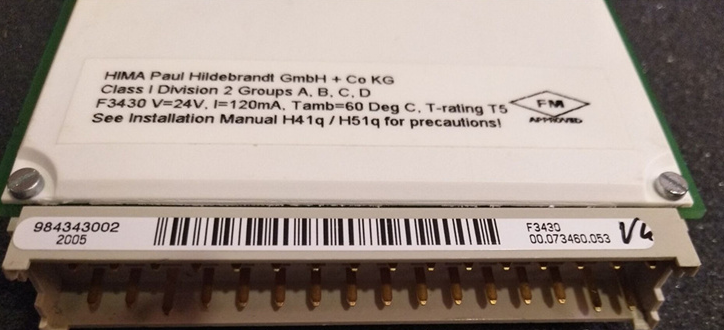 HIMA Paul Hildebrandt GmbH + Co KG
Class I Division 2 Groups A, B, C, D
F3430 V=24V, I=120mA, Tamb=60 Deg C, T-rating T5
See Installation Manual H41q / H51q for precautions!
FM
APPROVED
984343002
2005
F3430
00.073460.053
V4